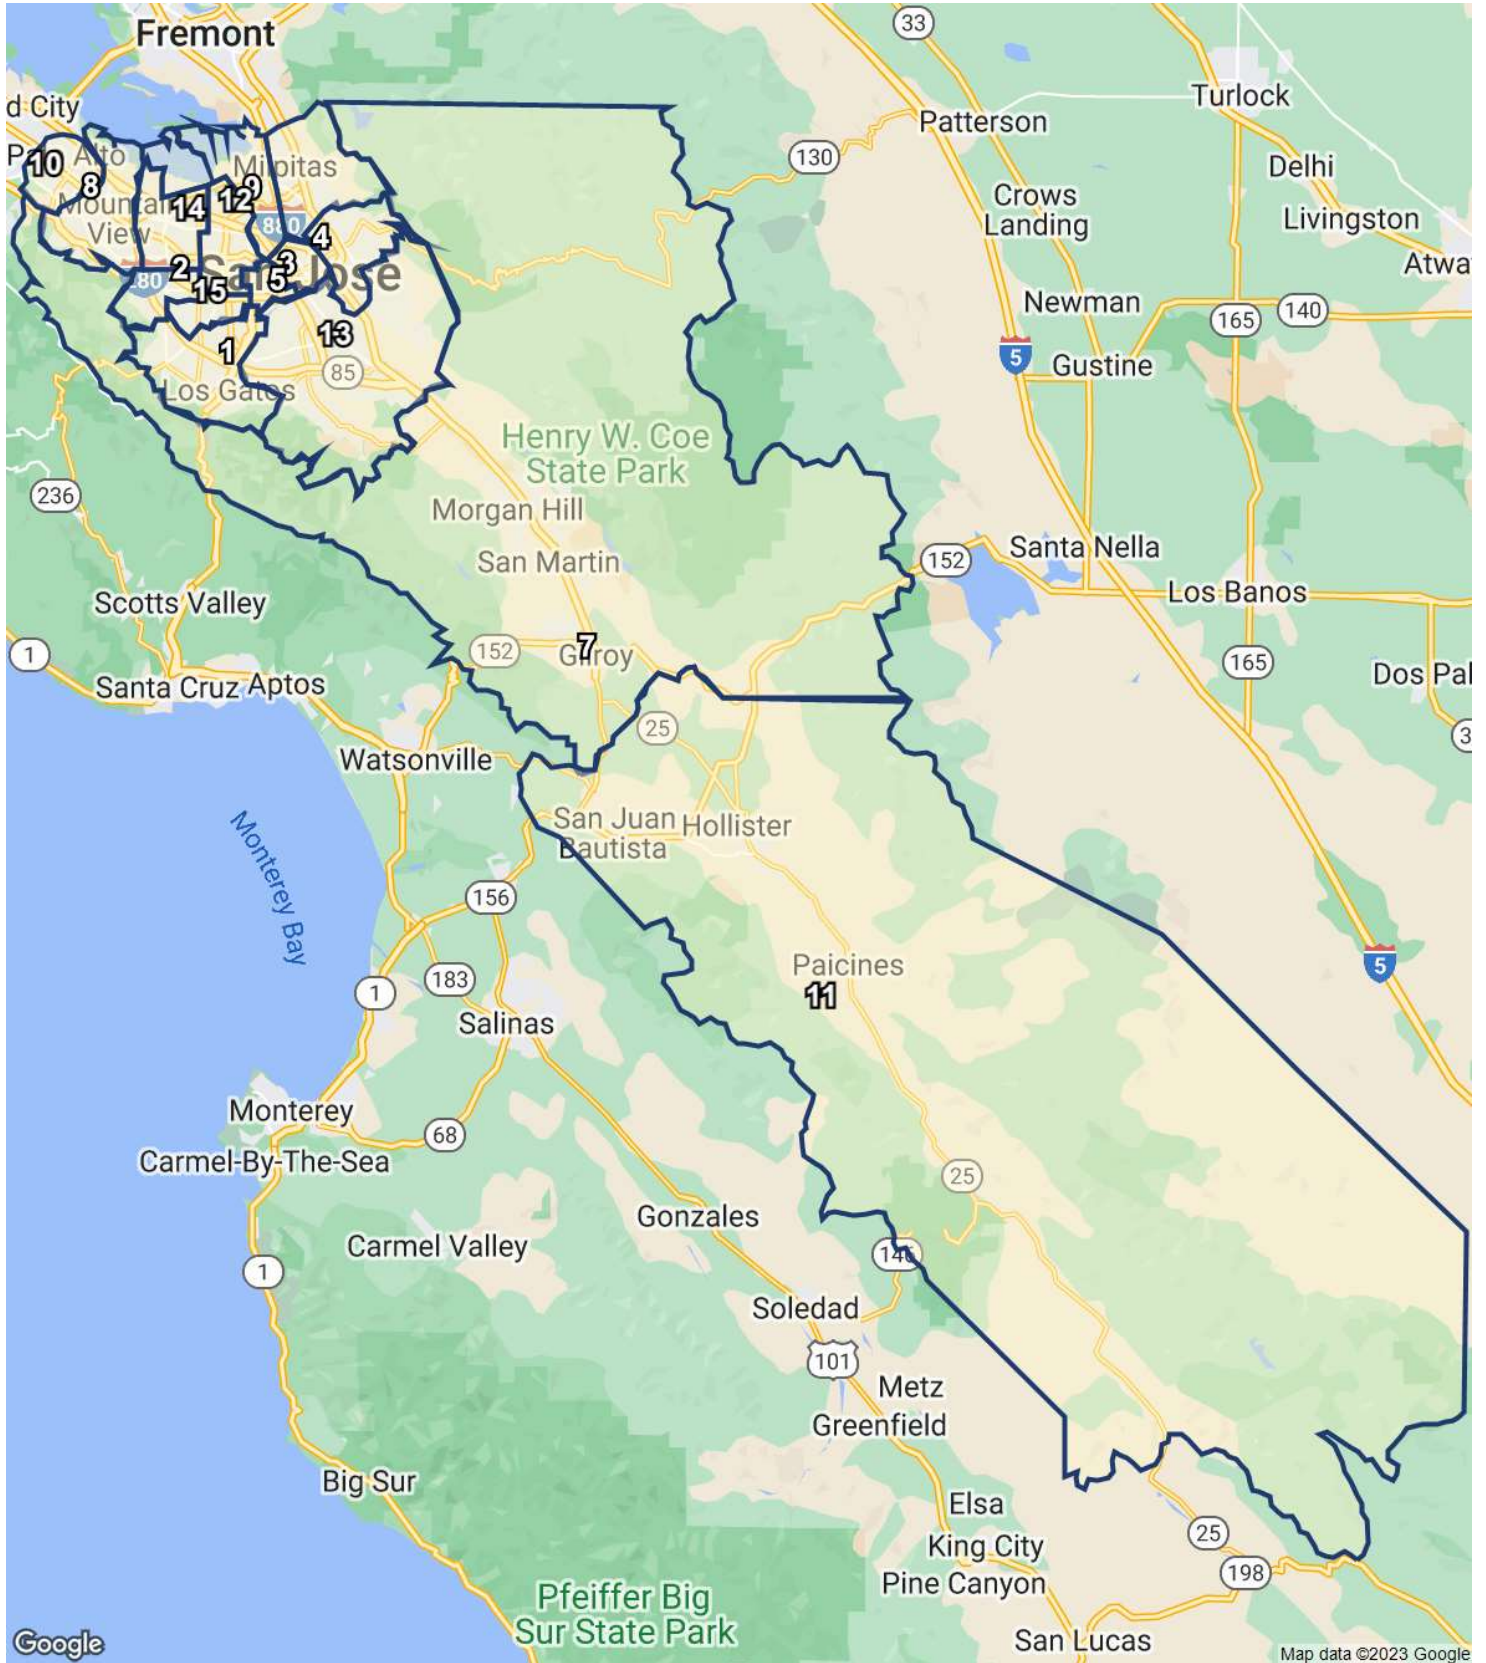 Fremont
33
d City
Turlock
Patterson
130
Delhi
10
Alto
Milpitas
8
9
12
14
Mountain
View
880
4
Crows
Landing
Livingston
Atwa
2
3
San Jose
280
5
15
Newman
165
140
13
1
5
Gustine
85
Los Gatos
Henry W. Coe
State Park
236
Morgan Hill
San Martin
152
Santa Nella
Los Banos
Scotts Valley
1
152
7
Gilroy
165
Dos Pal
Santa Cruz
Aptos
25
3
Watsonville
San Juan
Bautista
Hollister
Monterey Bay
156
Paicines
11
5
183
1
Salinas
Monterey
68
Carmel-By-The-Sea
25
Gonzales
Carmel Valley
146
1
Soledad
101
Metz
Greenfield
Big Sur
Elsa
25
King City
198
Pine Canyon
Pfeiffer Big
Sur State Park
San Lucas
Google
Map data ©2023 Google